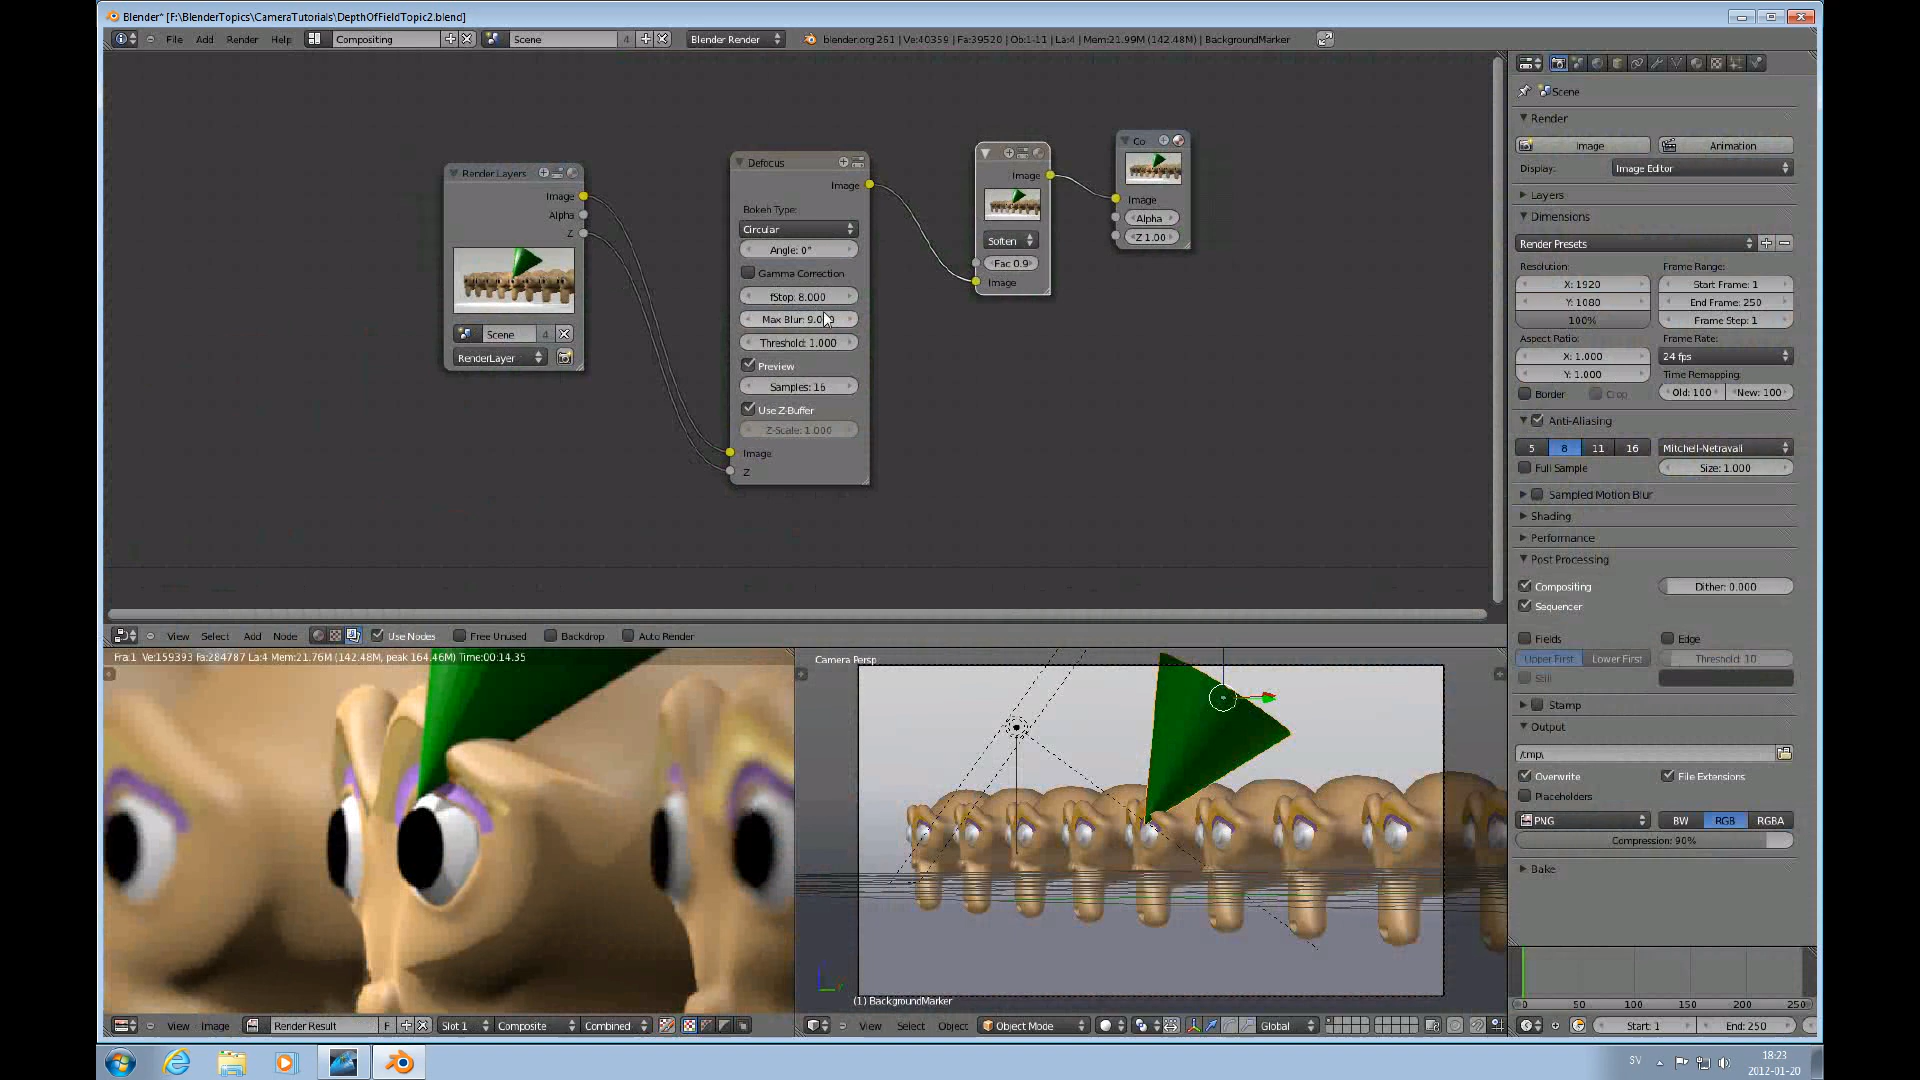 Blender* [F:\BlenderTopics\CameraTutorials\DepthOfFieldTopic2.blend]
File Add Render Help Compositing Scene 4 Blender Render blender.org 261 | Ve:40359 | Fa:39520 | Ob:1-11 | La:4 | Mem:21.99M (142.48M) | BackgroundMarker
Render Layers
Image
Alpha
Z
Scene 4
RenderLayer
Defocus
Image
Bokeh Type:
Circular
Angle: 0°
Gamma Correction
fStop: 8.000
Threshold: 1.000
Preview
Samples: 16
Use Z-Buffer
Z-Scale: 1.000
Image
Z
Image
Soften
Fac 0.9
Image
Co
Image
Alpha
Z 1.00
Scene
Render
Image Animation
Display: Image Editor
Layers
Dimensions
Render Presets
Resolution: Frame Range:
X: 1920 Start Frame: 1
Y: 1080 End Frame: 250
100% Frame Step: 1
Aspect Ratio: Frame Rate:
X: 1.000 24 fps
Y: 1.000 Time Remapping:
Border Crop Old: 100 New: 100
Anti-Aliasing
5 8 11 16 Mitchell-Netravali
Full Sample Size: 1.000
Sampled Motion Blur
Shading
Performance
Post Processing
Compositing Dither: 0.000
Sequencer
Fields Edge
Upper First Lower First Threshold: 10
Still
Stamp
Output
/tmp\
Overwrite File Extensions
Placeholders
PNG BW RGB RGBA
Compression: 90%
Bake
View Select Add Node Use Nodes Free Unused Backdrop Auto Render
Fra:1 Ve:159393 Fa:284787 La:4 Mem:21.76M (142.48M, peak 164.46M) Time:00:14.35
Camera Persp
(1) BackgroundMarker
View Image Render Result F Slot 1 Composite Combined
View Select Object Object Mode Global
0 50 100 150 200 250
Start: 1 End: 250
SV
18:23
2012-01-20